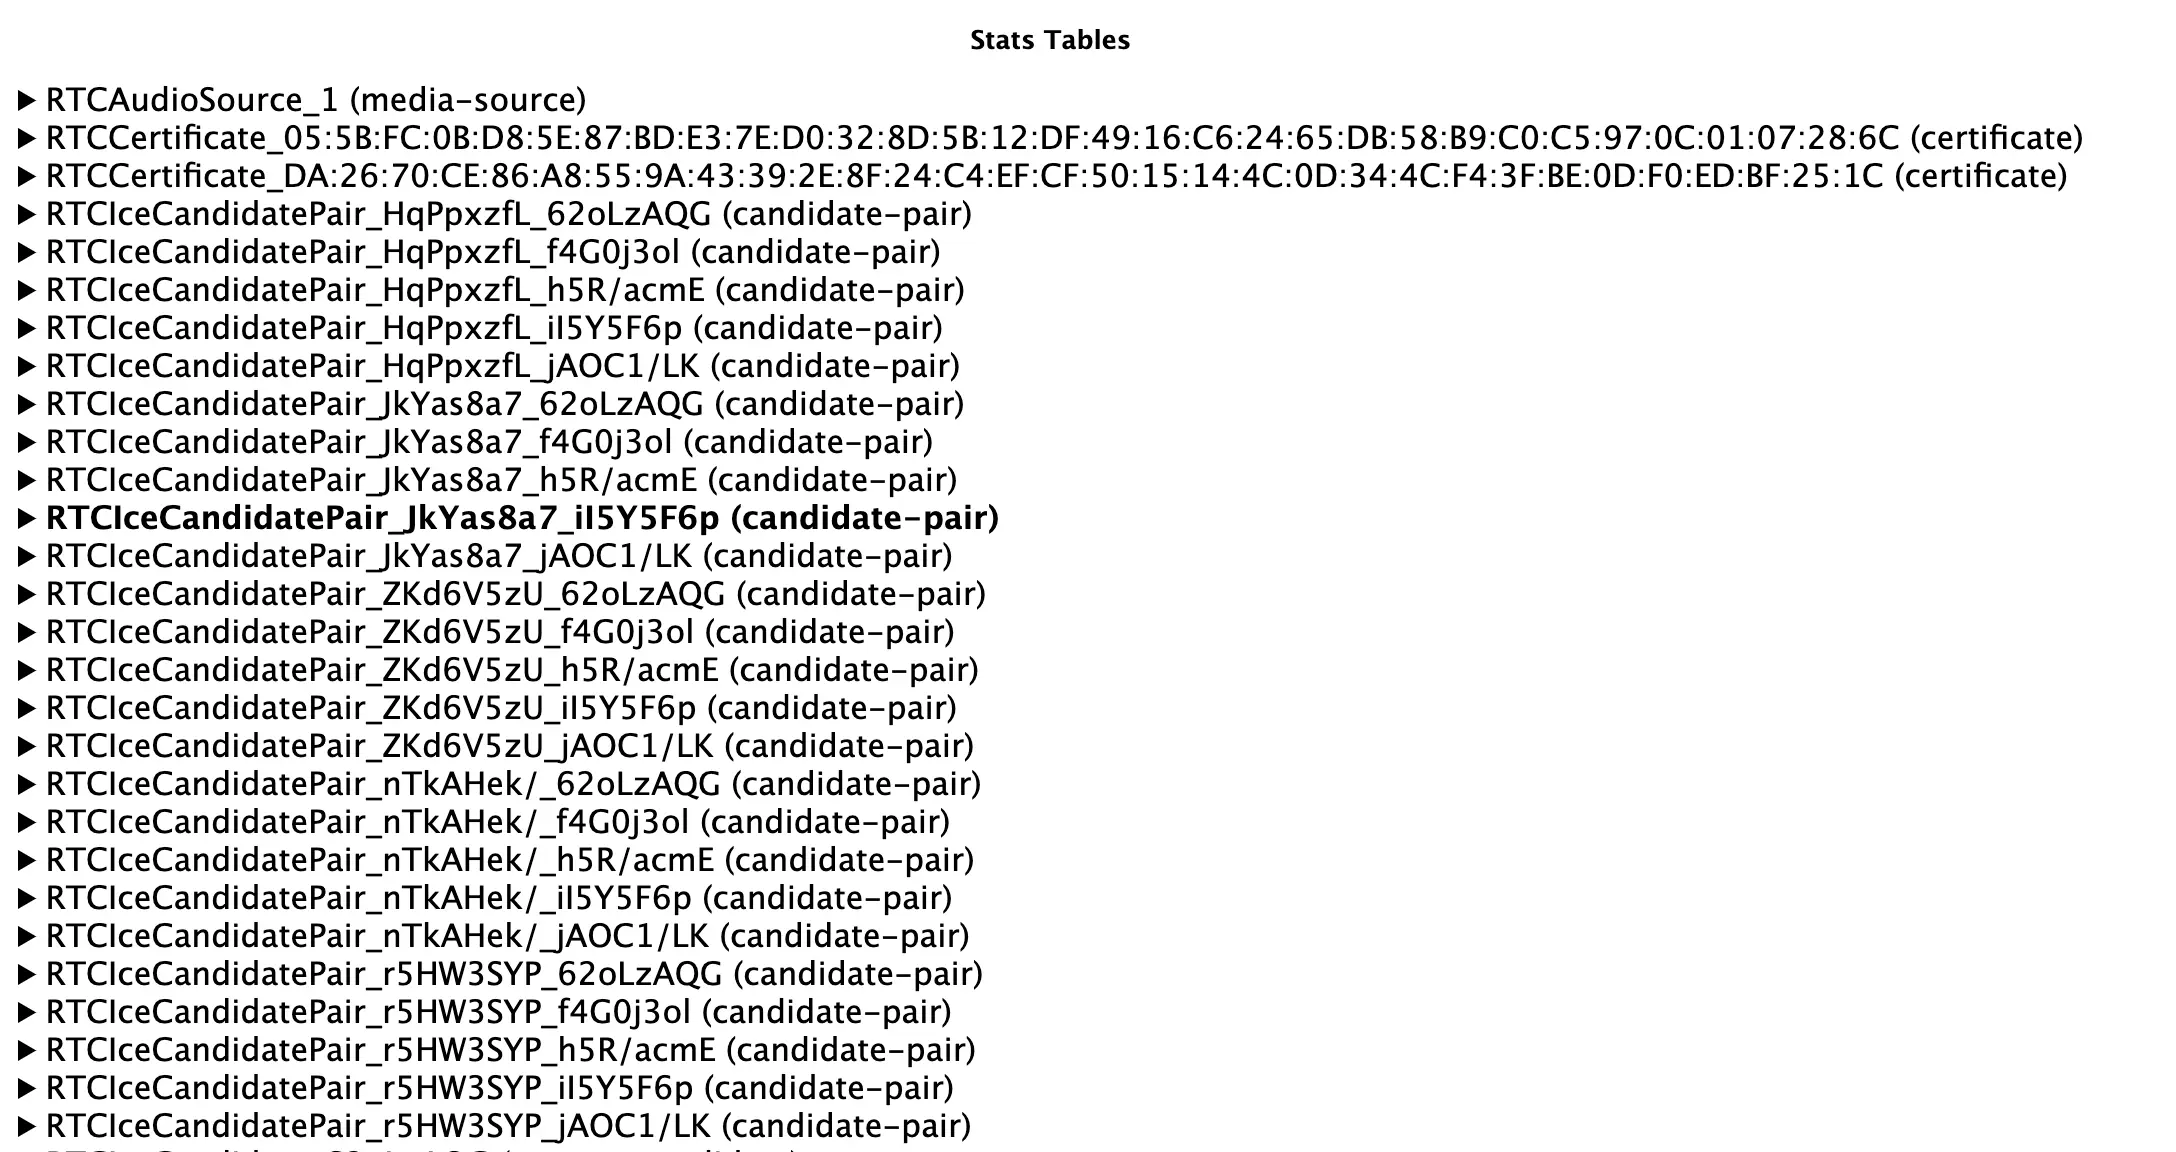 Stats Tables
▶ RTCAudioSource_1 (media-source)
▶ RTCCertificate_05:5B:FC:0B:D8:5E:87:BD:E3:7E:D0:32:8D:5B:12:DF:49:16:C6:24:65:DB:58:B9:C0:C5:97:0C:01:07:28:6C (certificate)
▶ RTCCertificate_DA:26:70:CE:86:A8:55:9A:43:39:2E:8F:24:C4:EF:CF:50:15:14:4C:0D:34:4C:F4:3F:BE:0D:F0:ED:BF:25:1C (certificate)
▶ RTCIceCandidatePair_HqPpxzfL_62oLzAQG (candidate-pair)
▶ RTCIceCandidatePair_HqPpxzfL_f4G0j3ol (candidate-pair)
▶ RTCIceCandidatePair_HqPpxzfL_h5R/acmE (candidate-pair)
▶ RTCIceCandidatePair_HqPpxzfL_iI5Y5F6p (candidate-pair)
▶ RTCIceCandidatePair_HqPpxzfL_jAOC1/LK (candidate-pair)
▶ RTCIceCandidatePair_JkYas8a7_62oLzAQG (candidate-pair)
▶ RTCIceCandidatePair_JkYas8a7_f4G0j3ol (candidate-pair)
▶ RTCIceCandidatePair_JkYas8a7_h5R/acmE (candidate-pair)
▶ RTCIceCandidatePair_JkYas8a7_iI5Y5F6p (candidate-pair)
▶ RTCIceCandidatePair_JkYas8a7_jAOC1/LK (candidate-pair)
▶ RTCIceCandidatePair_ZKd6V5zU_62oLzAQG (candidate-pair)
▶ RTCIceCandidatePair_ZKd6V5zU_f4G0j3ol (candidate-pair)
▶ RTCIceCandidatePair_ZKd6V5zU_h5R/acmE (candidate-pair)
▶ RTCIceCandidatePair_ZKd6V5zU_iI5Y5F6p (candidate-pair)
▶ RTCIceCandidatePair_ZKd6V5zU_jAOC1/LK (candidate-pair)
▶ RTCIceCandidatePair_nTkAHek/_62oLzAQG (candidate-pair)
▶ RTCIceCandidatePair_nTkAHek/_f4G0j3ol (candidate-pair)
▶ RTCIceCandidatePair_nTkAHek/_h5R/acmE (candidate-pair)
▶ RTCIceCandidatePair_nTkAHek/_iI5Y5F6p (candidate-pair)
▶ RTCIceCandidatePair_nTkAHek/_jAOC1/LK (candidate-pair)
▶ RTCIceCandidatePair_r5HW3SYP_62oLzAQG (candidate-pair)
▶ RTCIceCandidatePair_r5HW3SYP_f4G0j3ol (candidate-pair)
▶ RTCIceCandidatePair_r5HW3SYP_h5R/acmE (candidate-pair)
▶ RTCIceCandidatePair_r5HW3SYP_iI5Y5F6p (candidate-pair)
▶ RTCIceCandidatePair_r5HW3SYP_jAOC1/LK (candidate-pair)